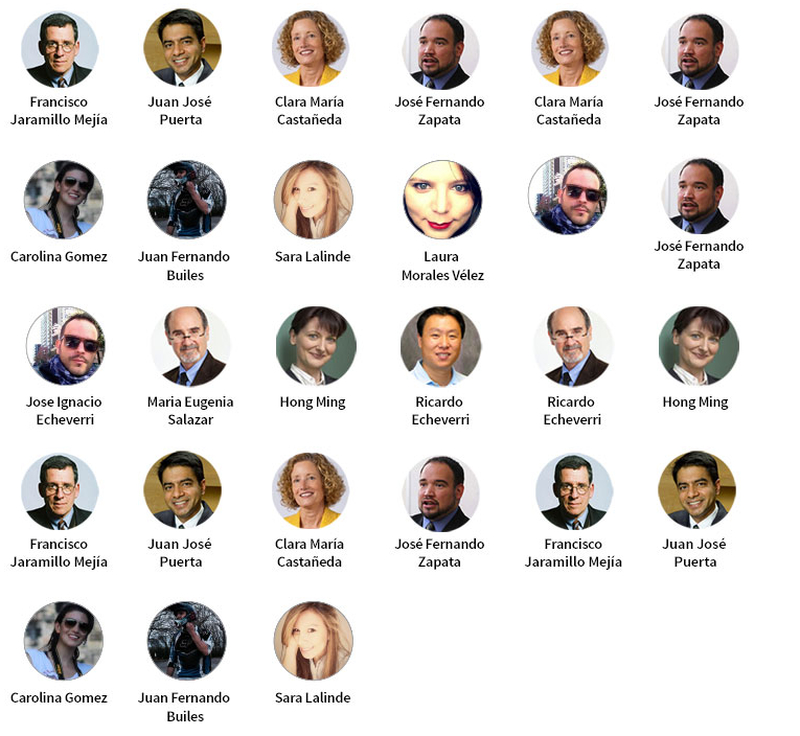 Francisco
Jaramillo Mejía
Juan José
Puerta
Clara María
Castañeda
José Fernando
Zapata
Clara María
Castañeda
José Fernando
Zapata
Carolina Gomez
Juan Fernando
Builes
Sara Lalinde
Laura
Morales Vélez
José Fernando
Zapata
Jose Ignacio
Echeverri
Maria Eugenia
Salazar
Hong Ming
Ricardo
Echeverri
Ricardo
Echeverri
Hong Ming
Francisco
Jaramillo Mejía
Juan José
Puerta
Clara María
Castañeda
José Fernando
Zapata
Francisco
Jaramillo Mejía
Juan José
Puerta
Carolina Gomez
Juan Fernando
Builes
Sara Lalinde